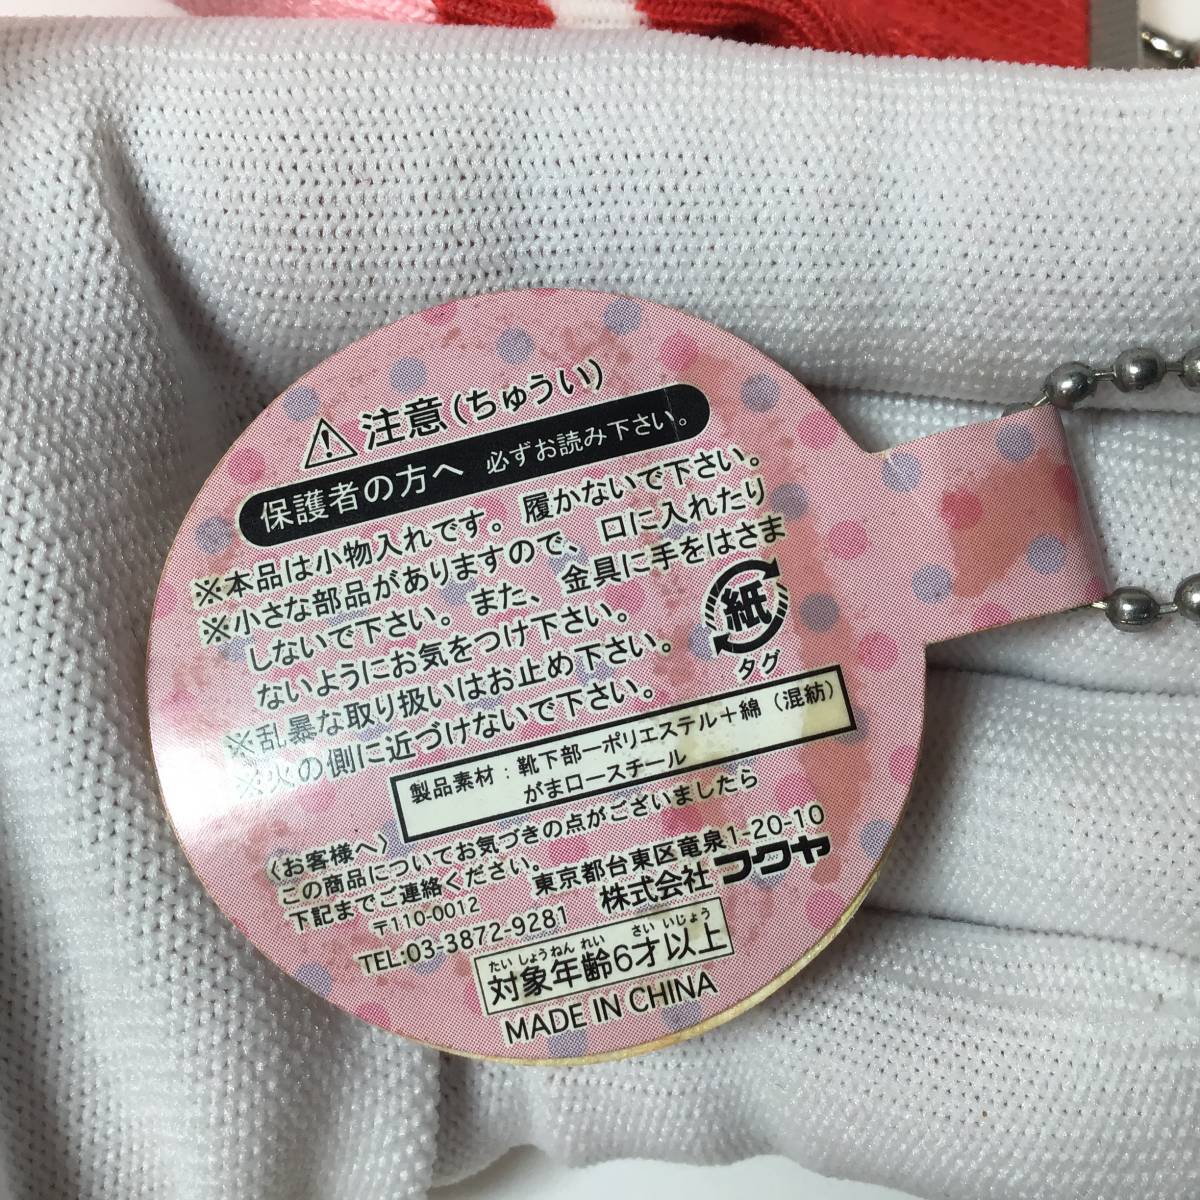 注意(ちゅうい)
保護者の方へ 必ずお読み下さい。
※本品は小物入れです。履かないで下さい。
※小さな部品がありますので、口に入れたり
しないで下さい。また、金具に手をはさま
ないようにお気をつけ下さい。
※乱暴な取り扱いはお止め下さい。
※火の側に近づけないで下さい。
紙
タグ
製品素材:靴下部ーポリエステル+綿(混紡)
がまロースチール
〈お客様へ〉
この商品についてお気づきの点がございましたら
下記までご連絡ください。
〒110-0012 東京都台東区竜泉1-20-10
TEL:03-3872-9281 株式会社フクヤ
たいしょうねんれい さい いじょう
対象年齢6才以上
MADE IN CHINA